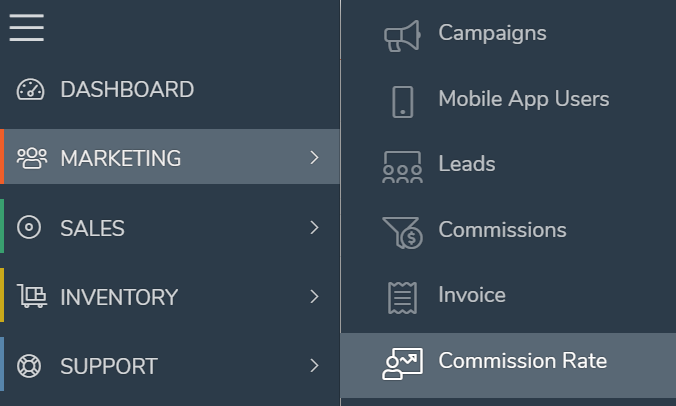 DASHBOARD
MARKETING
SALES
INVENTORY
SUPPORT
Campaigns
Mobile App Users
Leads
Commissions
Invoice
Commission Rate